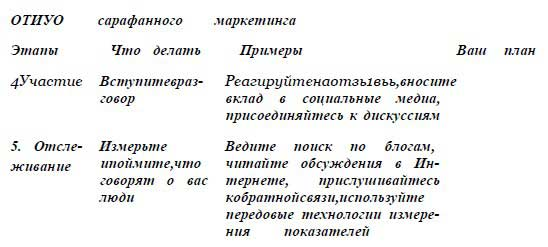 ОТИУО сарафанного маркетинга
Этапы Что делать Примеры Ваш план
4Участие Вступитевраз- Реагируйтенаотзь1вьь,вносите
говор вклад в социальные медиа,
присоединяйтесь к дискуссиям
5. Отсле- Измерьте Ведите поиск по блогам,
живание ипоймите,что читайте обсуждения в Ин-
говорят о вас тернете, прислушивайтесь
люди кобратнойсвязи,используйте
передовые технологии измере-
ния показателей